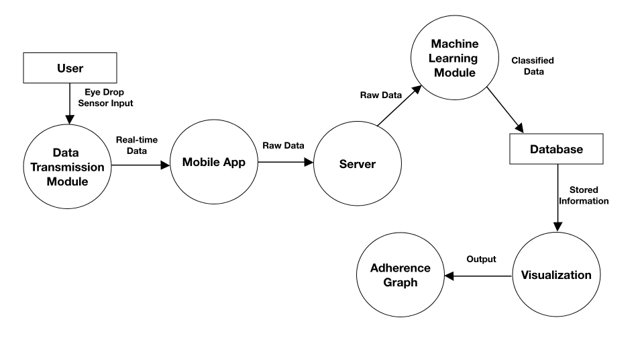 User
Eye Drop
Sensor Input
Data
Transmission
Module
Real-time
Data
Mobile App
Raw Data
Server
Raw Data
Machine
Learning
Module
Classified
Data
Database
Stored
Information
Visualization
Output
Adherence
Graph